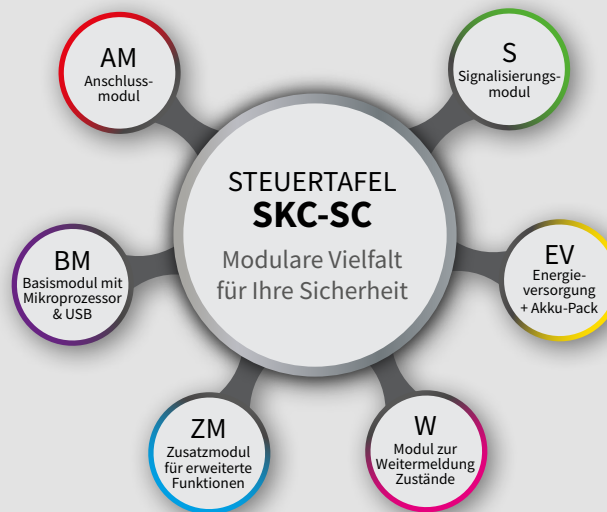 AM
Anschluss-
modul
S
Signalisierungs-
modul
STEUERTAFEL
SKC-SC
Modulare Vielfalt
für Ihre Sicherheit
BM
Basismodul mit
Mikroprozessor
& USB
EV
Energie-
versorgung
+ Akku-Pack
ZM
Zusatzmodul
für erweiterte
Funktionen
W
Modul zur
Weitermeldung
Zustände